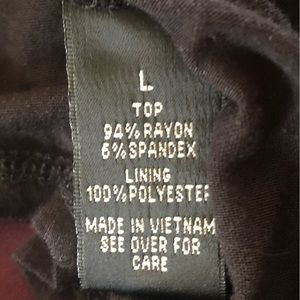 L
TOP
94% RAYON
6% SPANDEX
LINING
100% POLYESTER
MADE IN VIETNAM
SEE OVER FOR
CARE